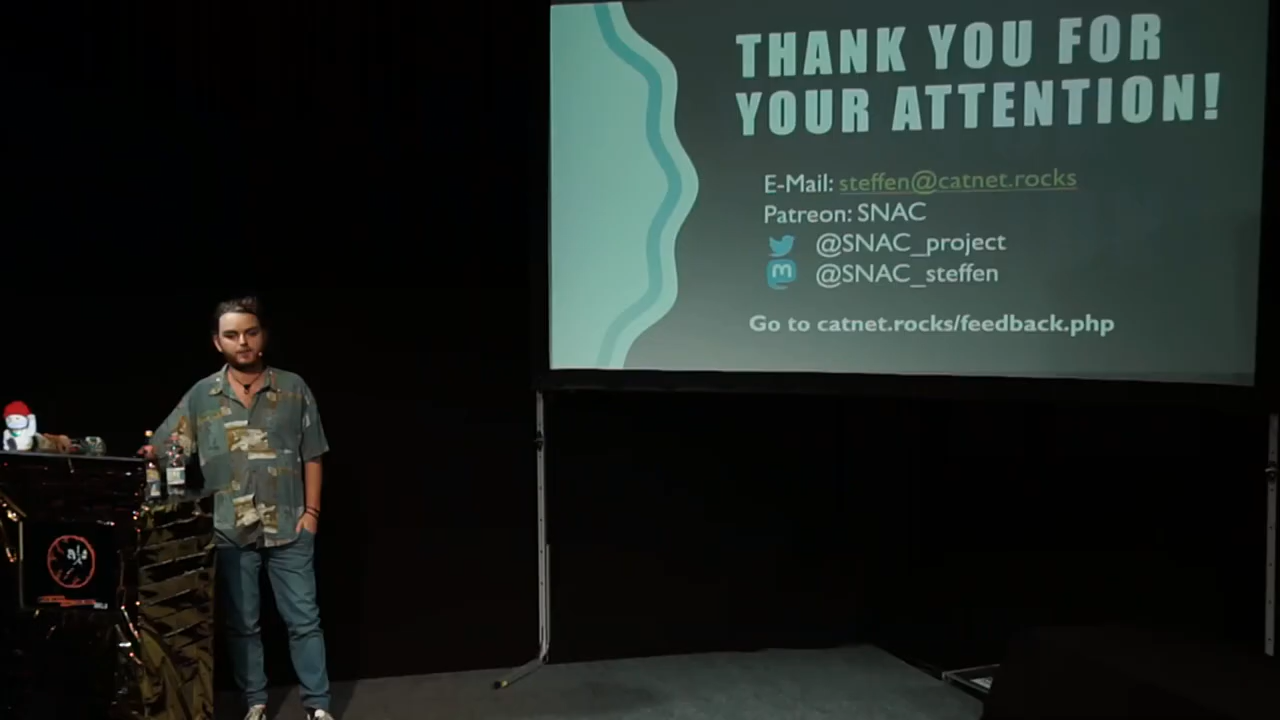 THANK YOU FOR
YOUR ATTENTION!
E-Mail: steffen@catnet.rocks
Patreon: SNAC
@SNAC_project
@SNAC_steffen
Go to catnet.rocks/feedback.php